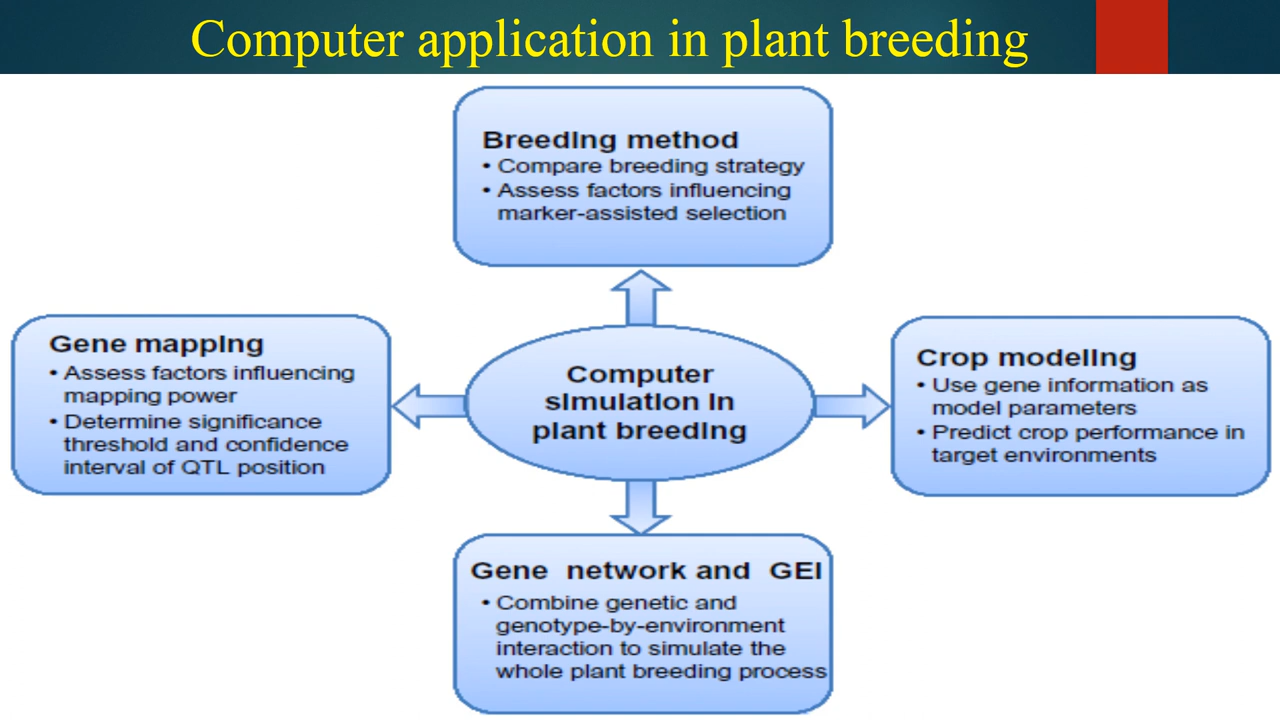 Computer application in plant breeding
Breeding method
• Compare breeding strategy
• Assess factors influencing
marker-assisted selection
Gene mapping
• Assess factors influencing
mapping power
• Determine significance
threshold and confidence
interval of QTL position
Computer
simulation in
plant breeding
Crop modeling
• Use gene information as
model parameters
• Predict crop performance in
target environments
Gene network and GEI
• Combine genetic and
genotype-by-environment
interaction to simulate the
whole plant breeding process